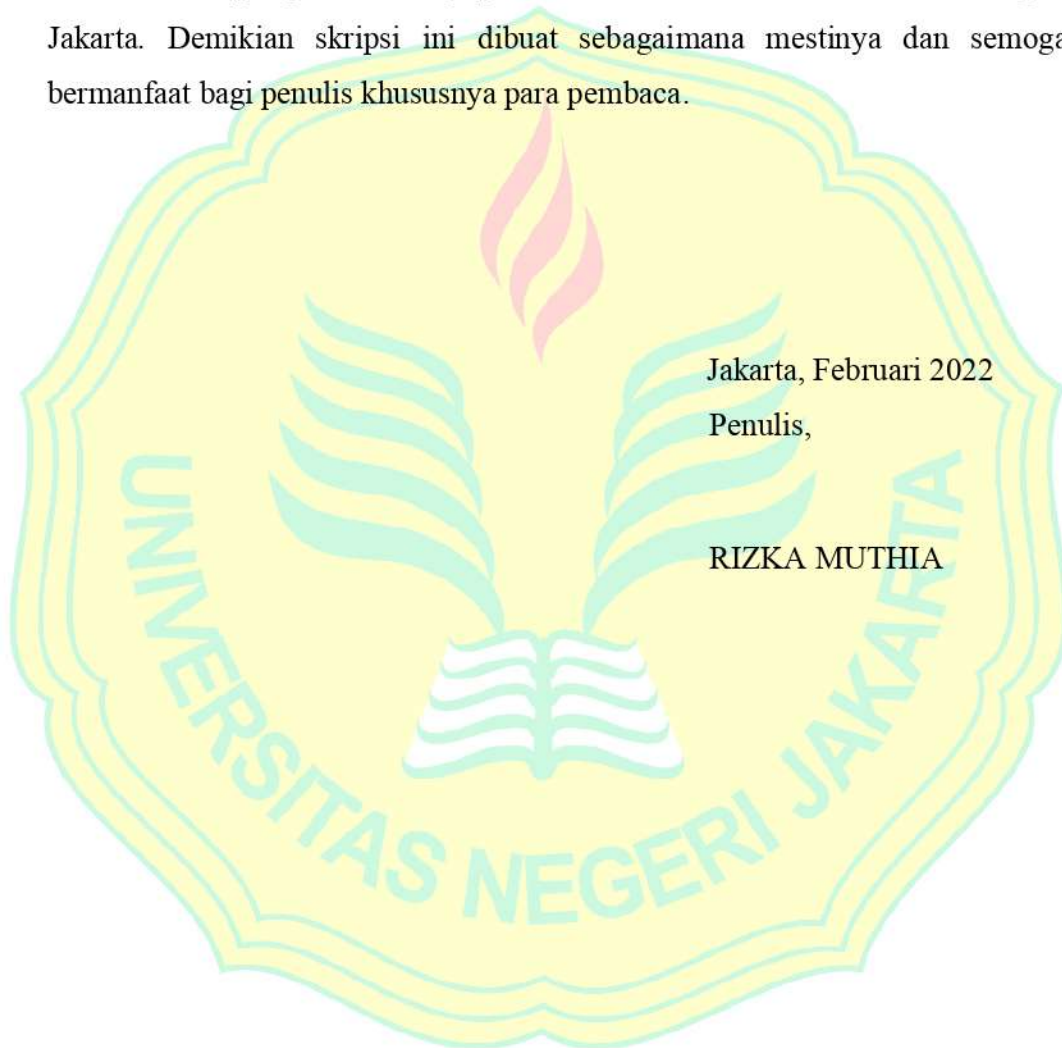 Jakarta. Demikian skripsi ini dibuat sebagaimana mestinya dan semoga
bermanfaat bagi penulis khususnya para pembaca.
Jakarta, Februari 2022
Penulis,
RIZKA MUTHIA
UNIVERSITAS NEGERI JAKARTA